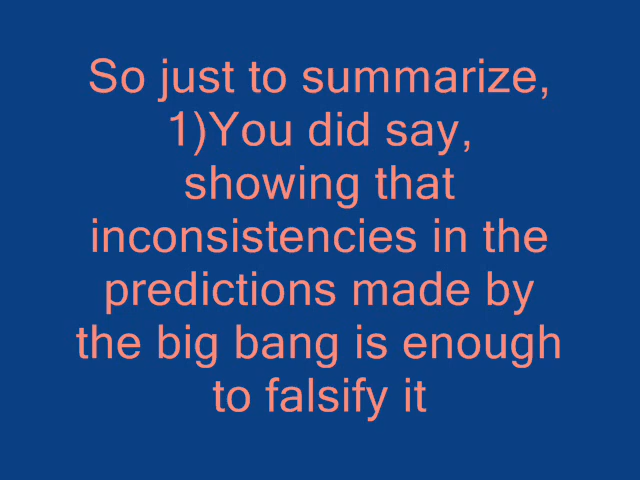 So just to summarize,
1)You did say,
showing that
inconsistencies in the
predictions made by
the big bang is enough
to falsify it